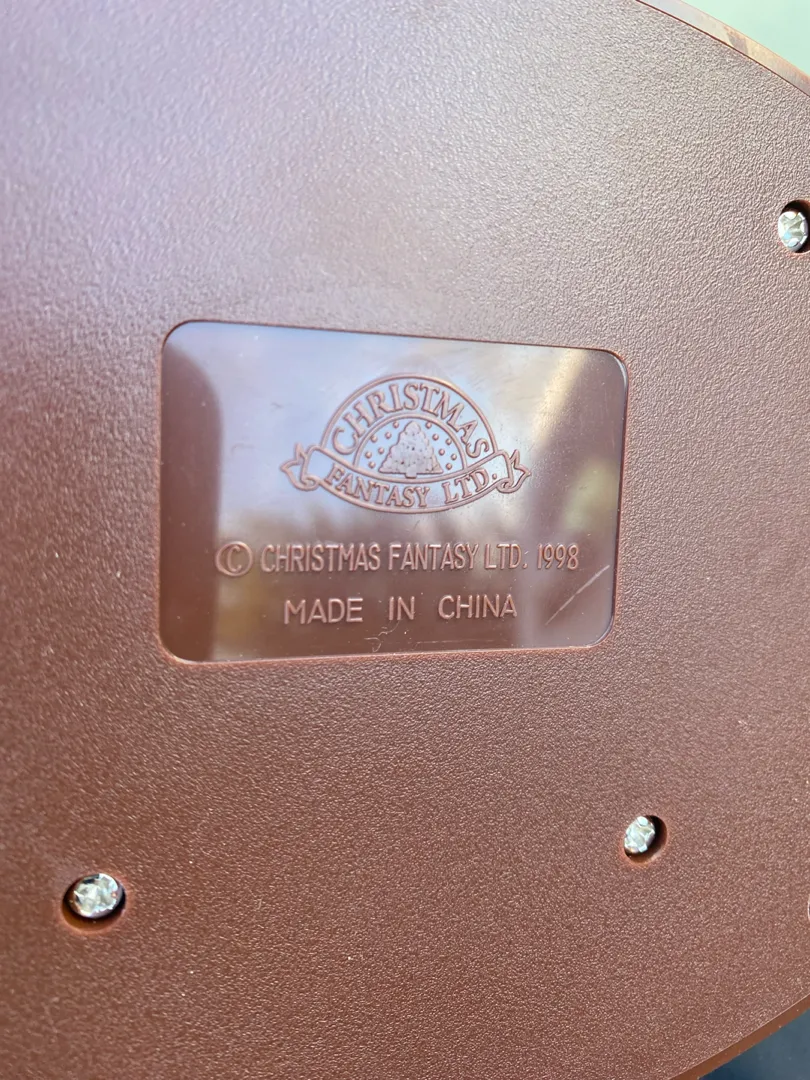 CHRISTMAS
FANTASY LTD.
© CHRISTMAS FANTASY LTD. 1998
MADE IN CHINA